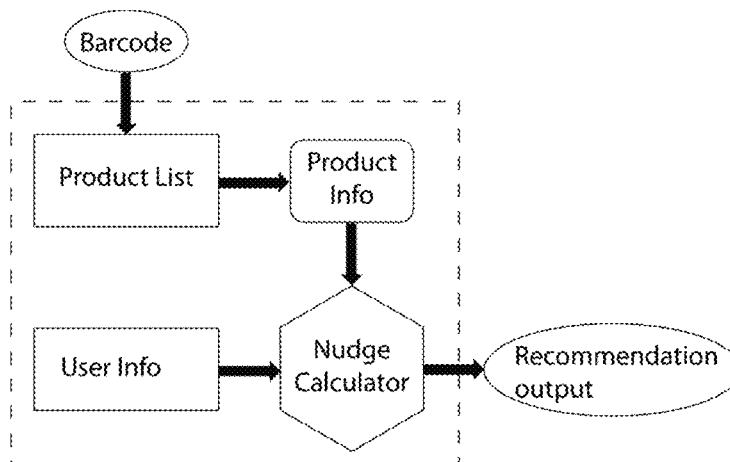 Barcode
Product List
Product
Info
User Info
Nudge
Calculator
Recommendation
output